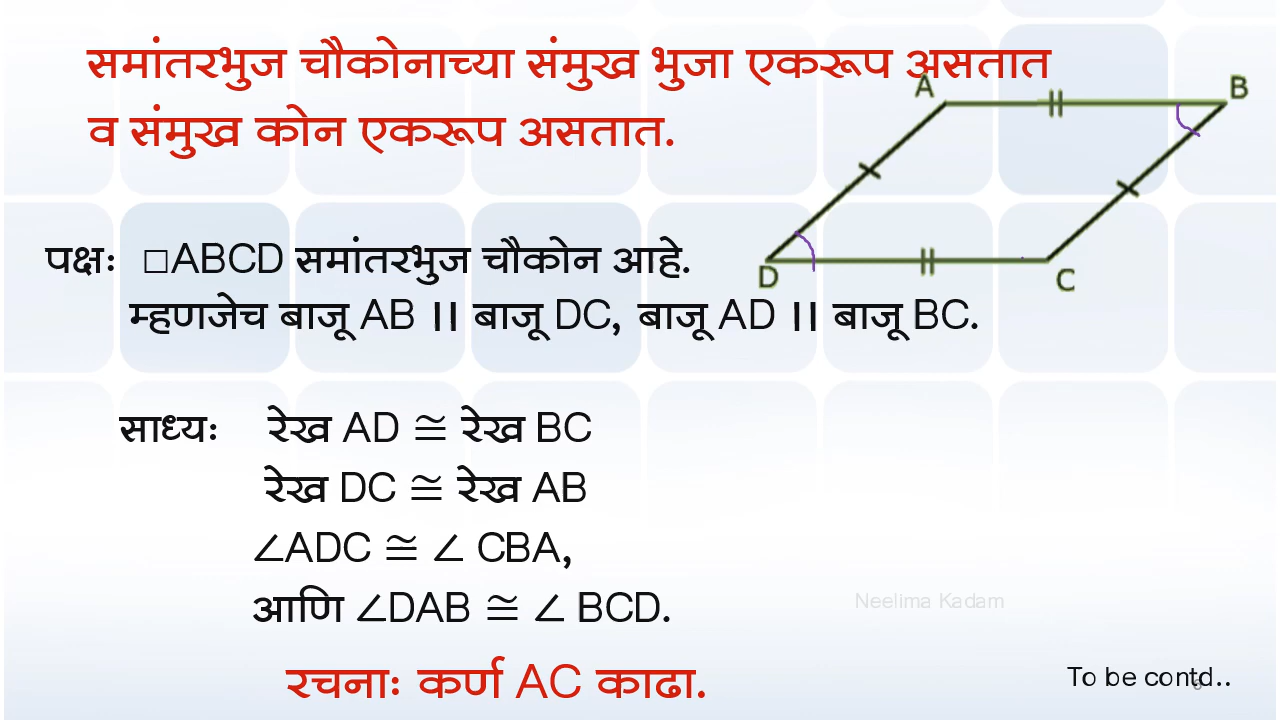 समांतरभुज चौकोनाच्या संमुख भुजा एकरूप असतात
व संमुख कोन एकरूप असतात.
A
B
D
C
पक्षः □ABCD समांतरभुज चौकोन आहे.
म्हणजेच बाजू AB || बाजू DC, बाजू AD || बाजू BC.
साध्यः रेख AD ≅ रेख BC
रेख DC ≅ रेख AB
∠ADC ≅ ∠ CBA,
आणि ∠DAB ≅ ∠ BCD.
Neelima Kadam
रचनाः कर्ण AC काढा.
To be contd..